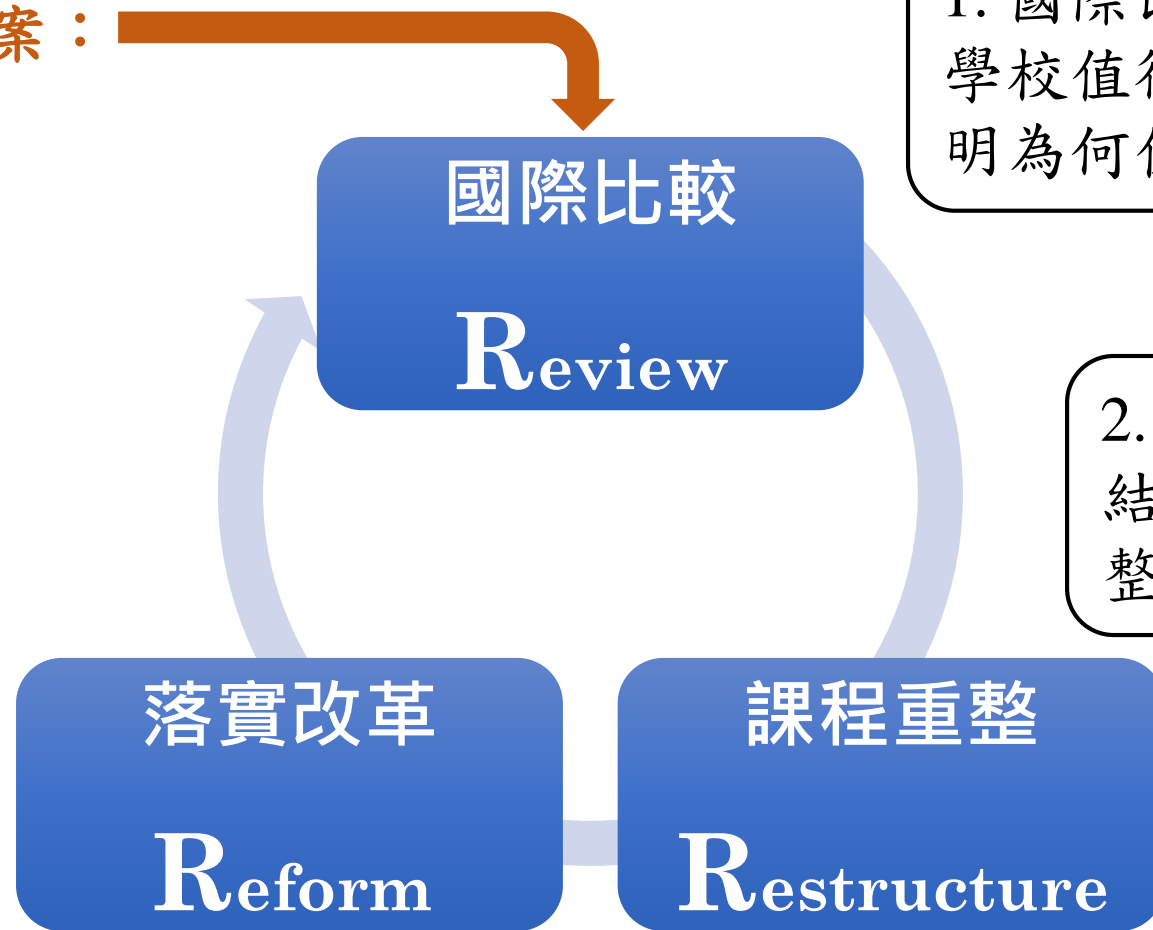 案：
1. 國際
學校值
明為何
國際比較
Review
2.
結
整
落實改革
Reform
課程重整
Restructure